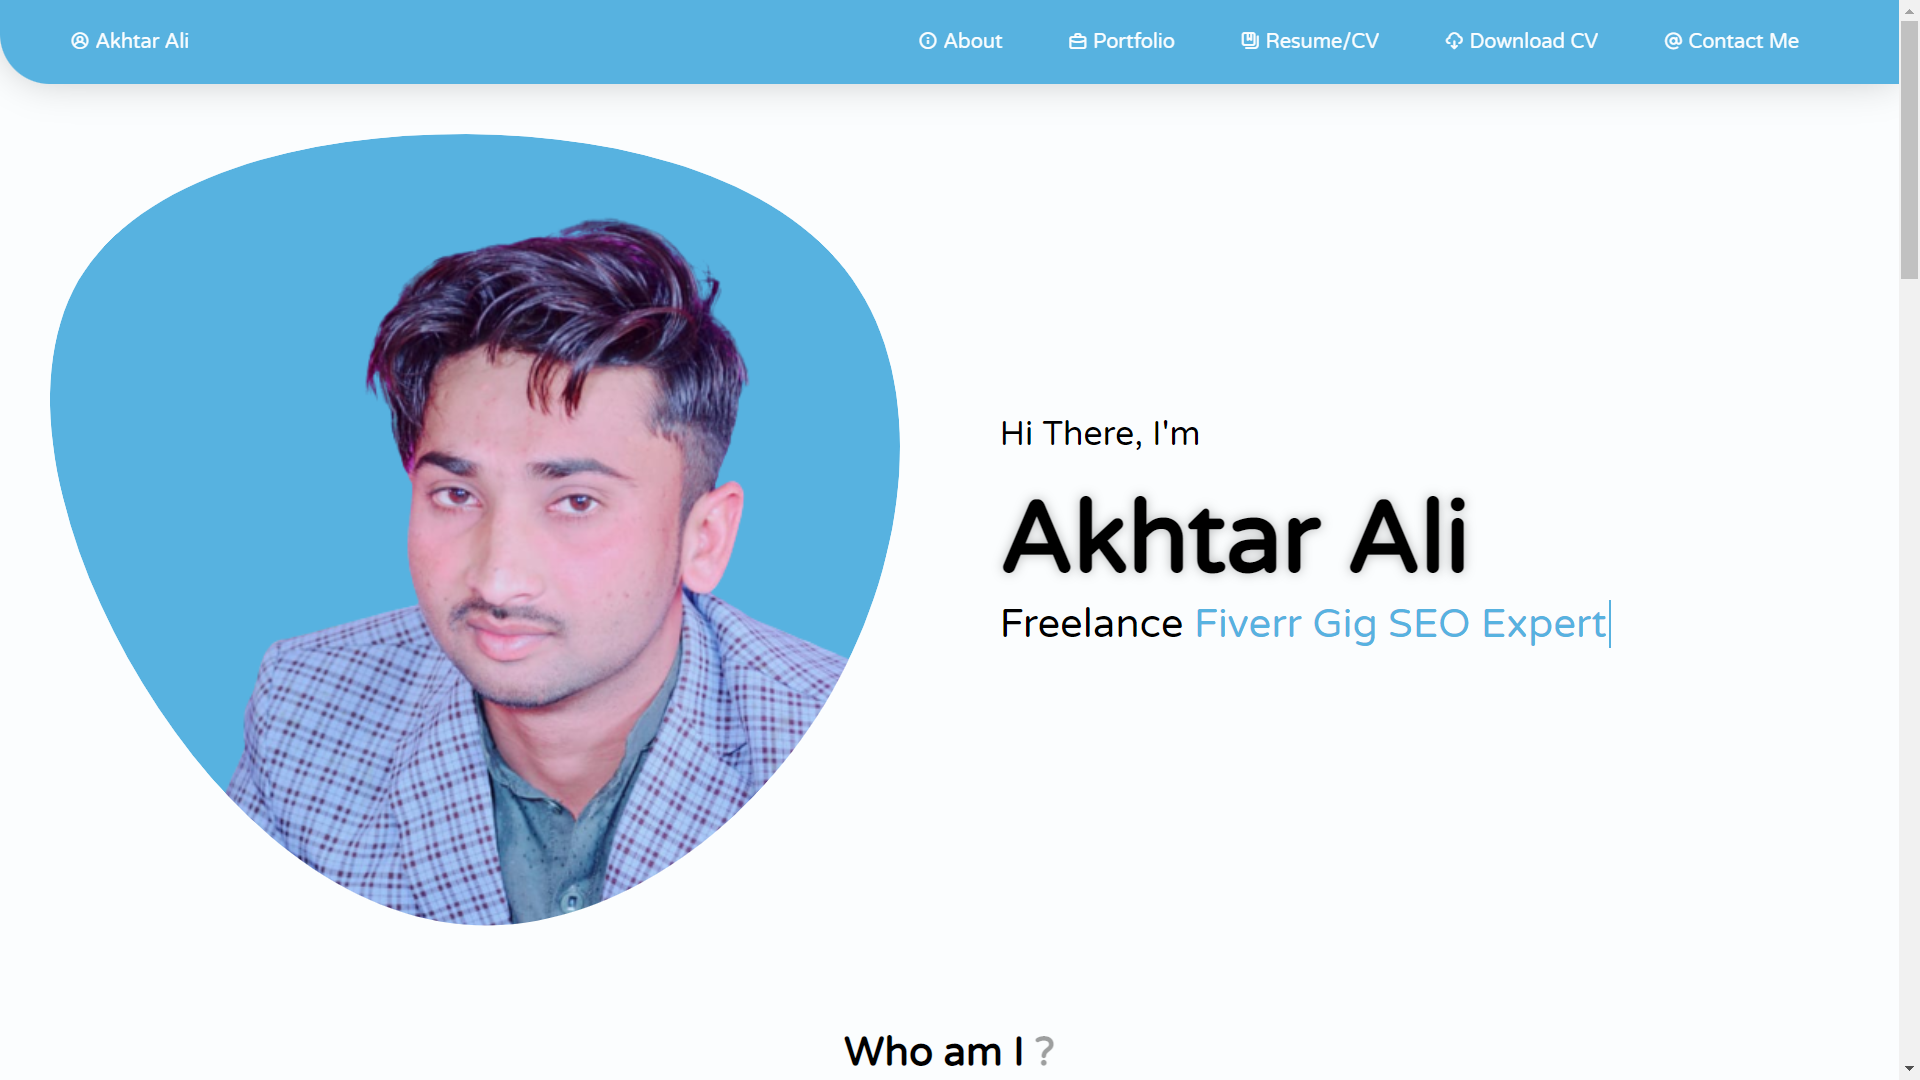 Akhtar Ali About Portfolio Resume/CV Download CV Contact Me
Hi There, I'm
Akhtar Ali
Freelance Fiverr Gig SEO Expert
Who am I ?